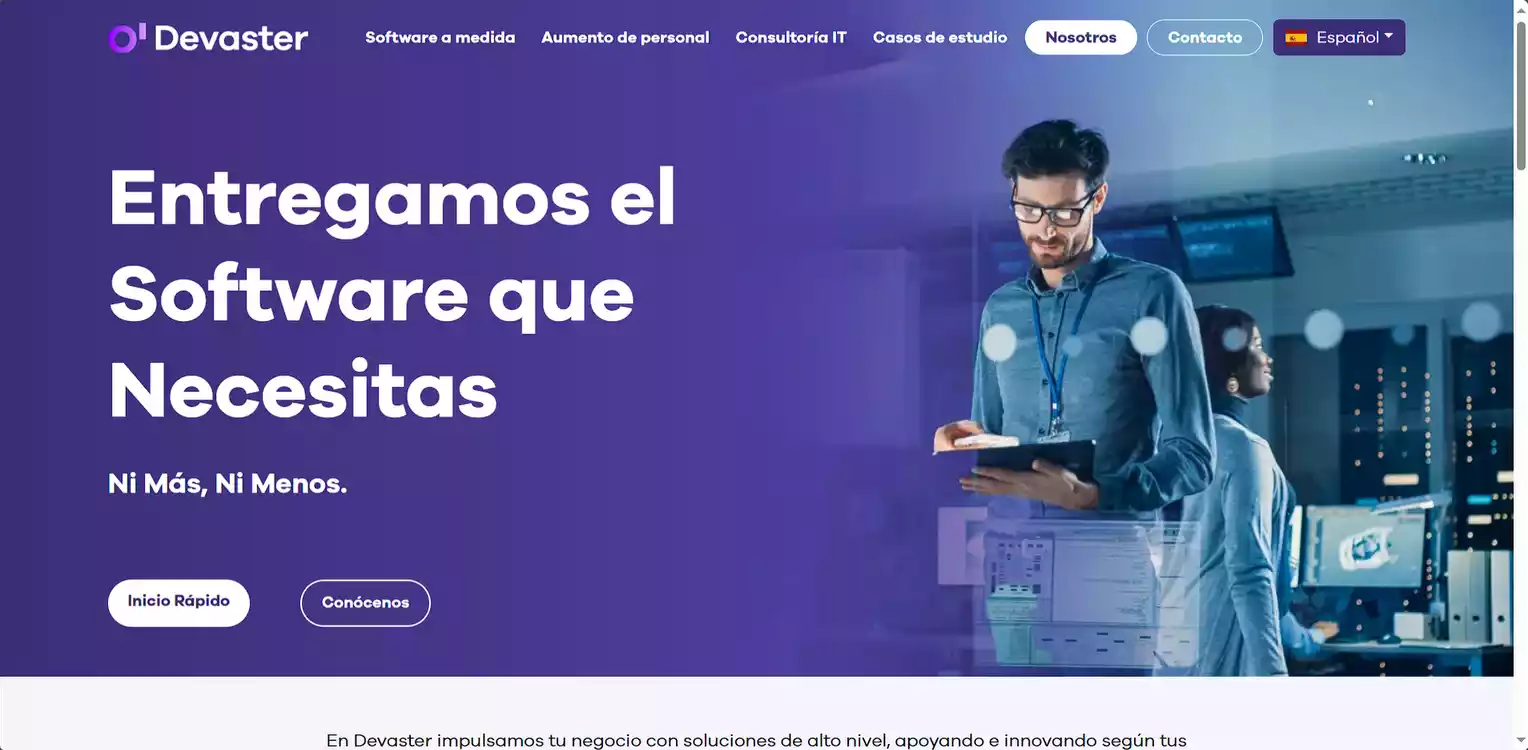 Devaster
Software a medida
Aumento de personal
Consultoría IT
Casos de estudio
Nosotros
Contacto
Español
Entregamos el
Software que
Necesitas
Ni Más, Ni Menos.
Inicio Rápido
Conócenos
En Devaster impulsamos tu negocio con soluciones de alto nivel, apoyando e innovando según tus